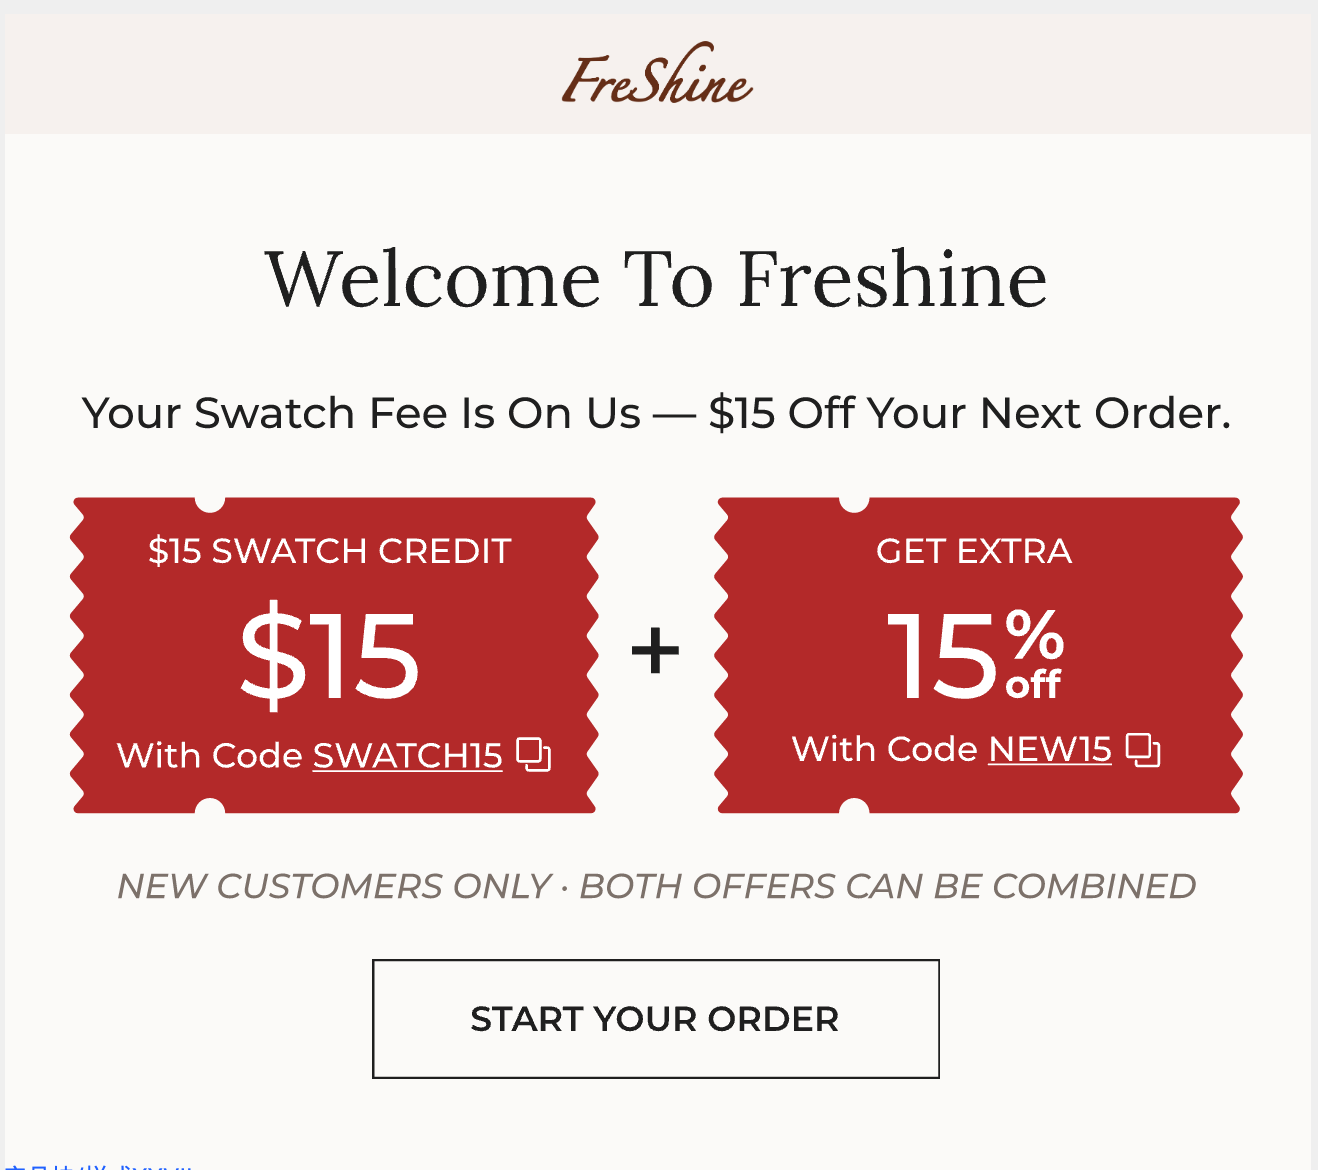 FreShine
Welcome To Freshine
Your Swatch Fee Is On Us — $15 Off Your Next Order.
$15 SWATCH CREDIT
$15
With Code SWATCH15
+
GET EXTRA
15% off
With Code NEW15
NEW CUSTOMERS ONLY · BOTH OFFERS CAN BE COMBINED
START YOUR ORDER